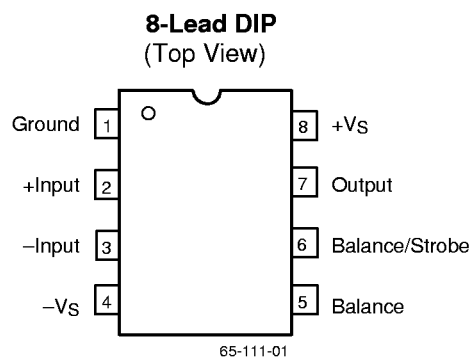 8-Lead DIP
(Top View)
Ground 1 8 +VS
+Input 2 7 Output
–Input 3 6 Balance/Strobe
–VS 4 5 Balance
65-111-01